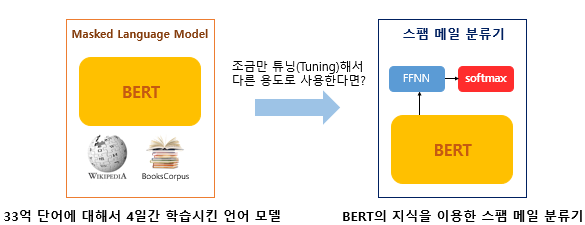 Masked Language Model
BERT
WIKIPEDIA
BooksCorpus
33억 단어에 대해서 4일간 학습시킨 언어 모델
조금만 튜닝(Tuning)해서
다른 용도로 사용한다면?
스팸 메일 분류기
FFNN
softmax
BERT
BERT의 지식을 이용한 스팸 메일 분류기